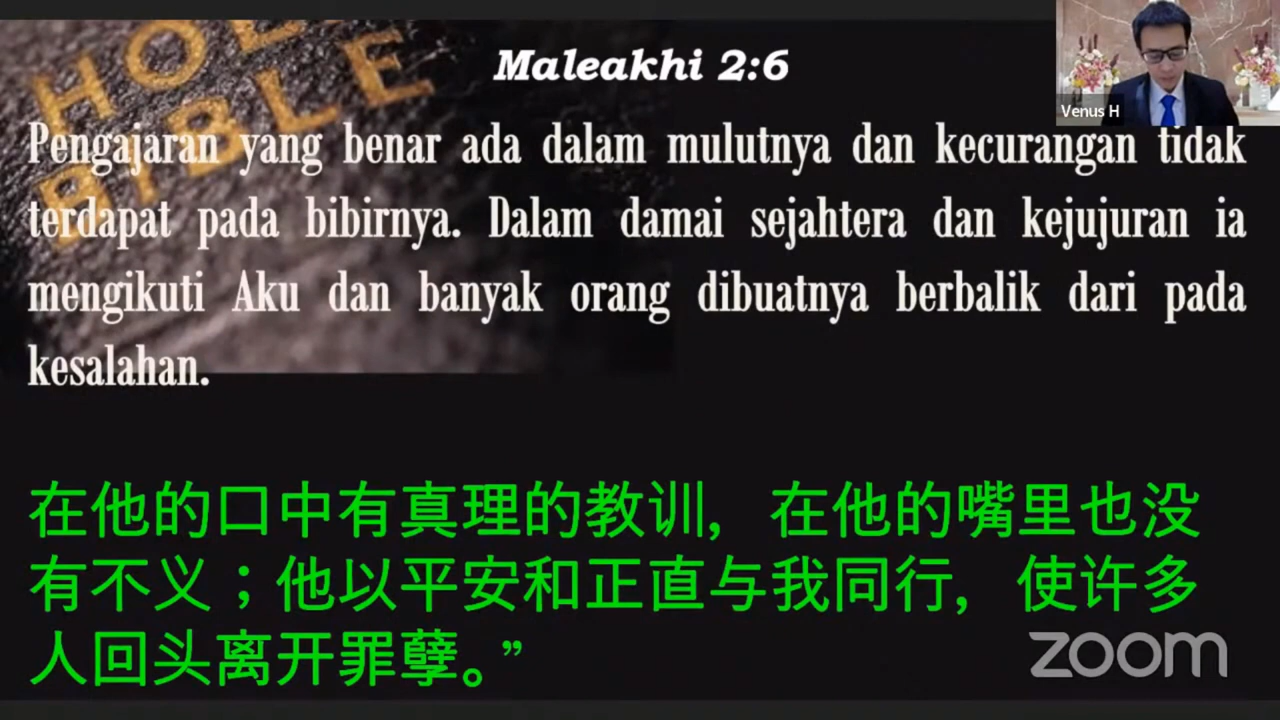 HOL
BIBLE
Maleakhi 2:6
Venus H
Pengajaran yang benar ada dalam mulutnya dan kecurangan tidak
terdapat pada bibirnya. Dalam damai sejahtera dan kejujuran ia
mengikuti Aku dan banyak orang dibuatnya berbalik dari pada
kesalahan.
在他的口中有真理的教训, 在他的嘴里也没
有不义；他以平安和正直与我同行, 使许多
人回头离开罪孽。”
zoom